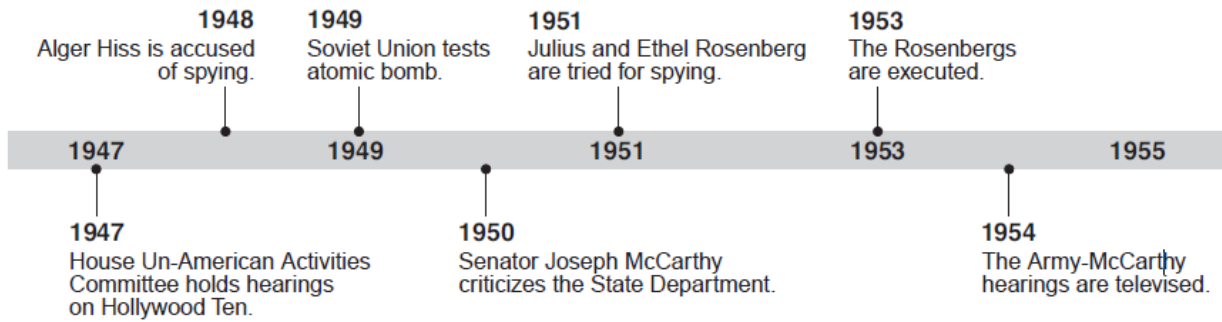 1948
Alger Hiss is accused
of spying.
1949
Soviet Union tests
atomic bomb.
1951
Julius and Ethel Rosenberg
are tried for spying.
1953
The Rosenbergs
are executed.
1947
1949
1951
1953
1955
1947
House Un-American Activities
Committee holds hearings
on Hollywood Ten.
1950
Senator Joseph McCarthy
criticizes the State Department.
1954
The Army-McCarthy
hearings are televised.